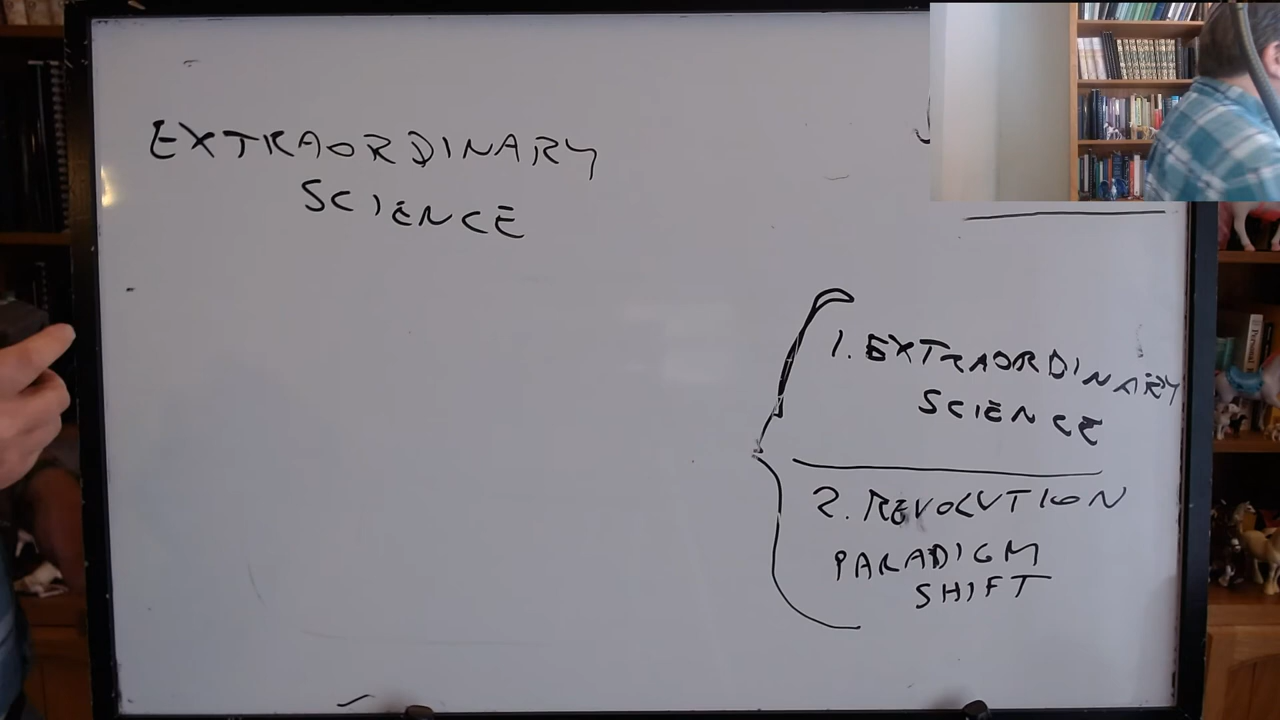 EXTRAORDINARY
SCIENCE
1. EXTRAORDINARY
SCIENCE
2. REVOLUTION
PARADIGM
SHIFT